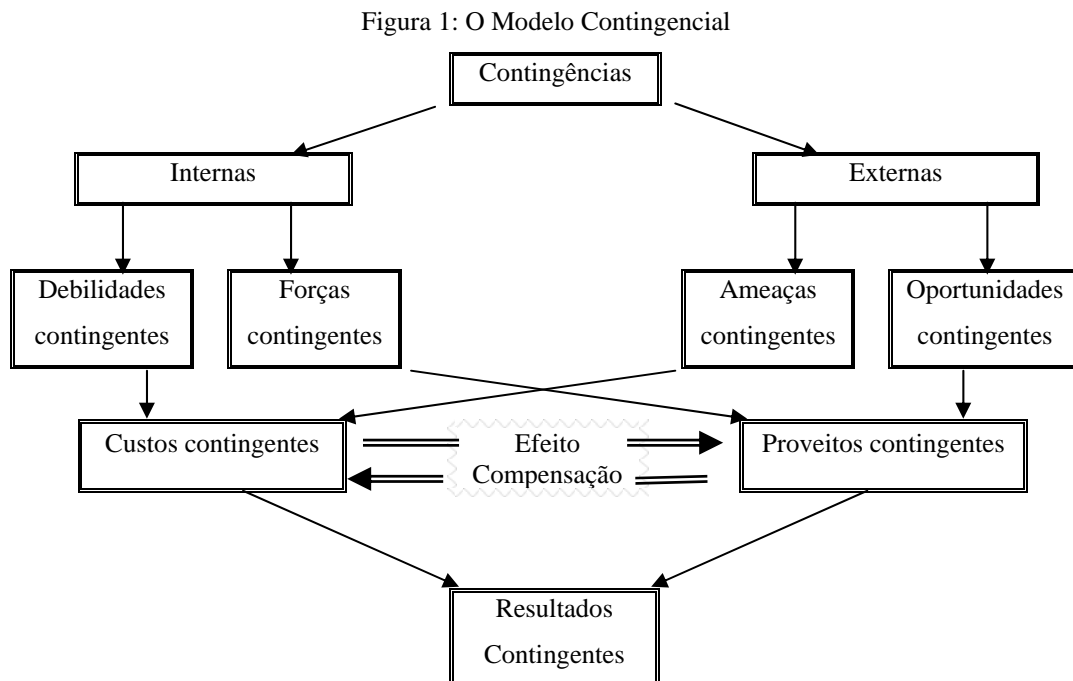 Figura 1: O Modelo Contingencial
Contingências
Internas
Externas
Debilidades
contingentes
Forças
contingentes
Ameaças
contingentes
Oportunidades
contingentes
Custos contingentes
Efeito
Compensação
Proveitos contingentes
Resultados
Contingentes